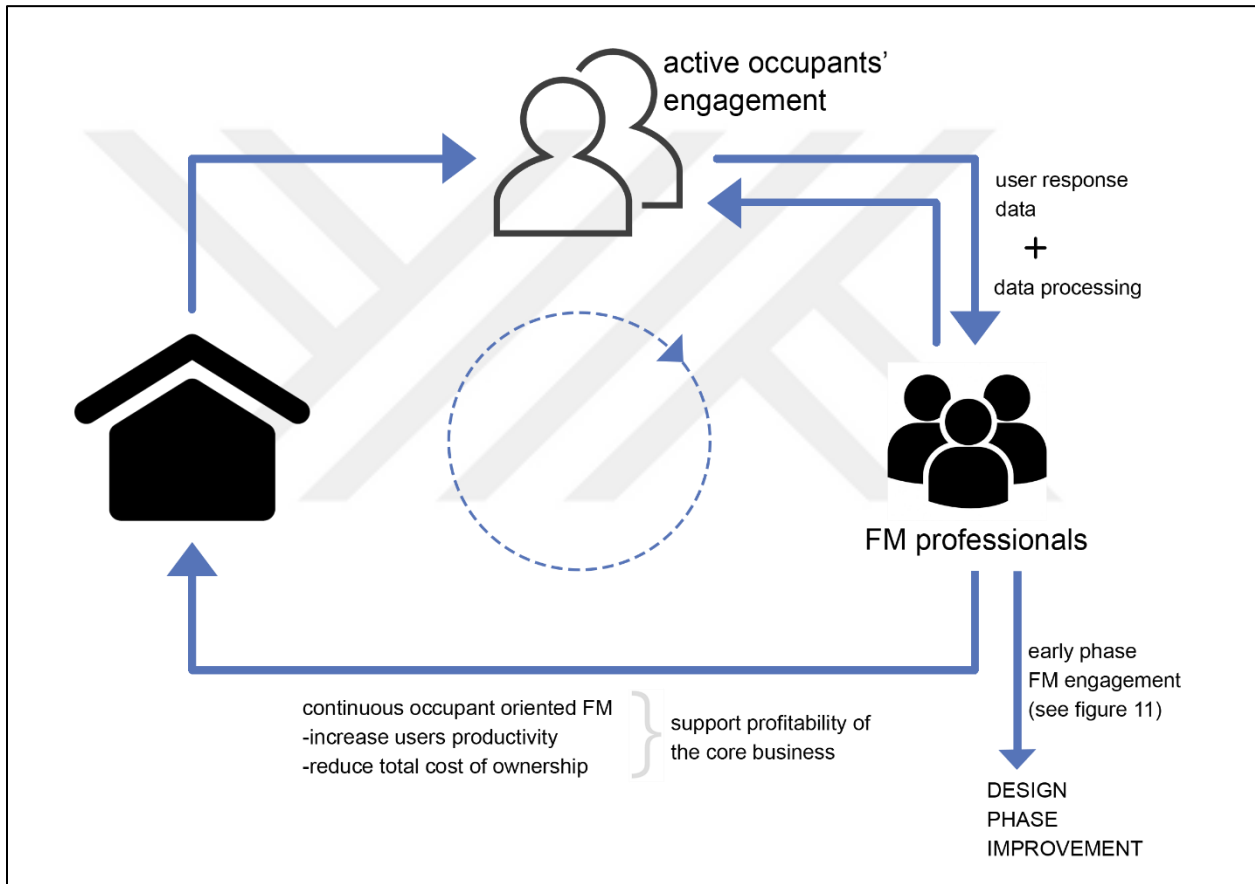 active occupants'
engagement
user response
data
+
data processing
FM professionals
early phase
FM engagement
(see figure 11)
continuous occupant oriented FM
-increase users productivity
-reduce total cost of ownership
support profitability of
the core business
DESIGN
PHASE
IMPROVEMENT